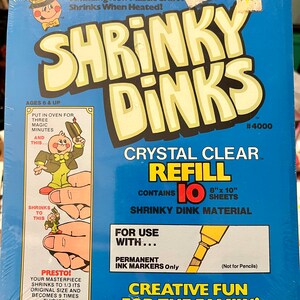 Shrinks When Heated!
SHRINKY
DINKS
AGES 6 & UP
#4000
PUT IN OVEN FOR
THREE
MAGIC
MINUTES
AND
THIS...
CRYSTAL CLEAR
REFILL
CONTAINS 10 8" x 10"
SHEETS
SHRINKY DINK MATERIAL
SHRINKS
TO
THIS
FOR USE
WITH...
PERMANENT
INK MARKERS Only
(Not for Pencils)
PRESTO!
YOUR MASTERPIECE
SHRINKS TO 1/3 ITS
ORIGINAL SIZE AND
BECOMES 9 TIMES
CREATIVE FUN